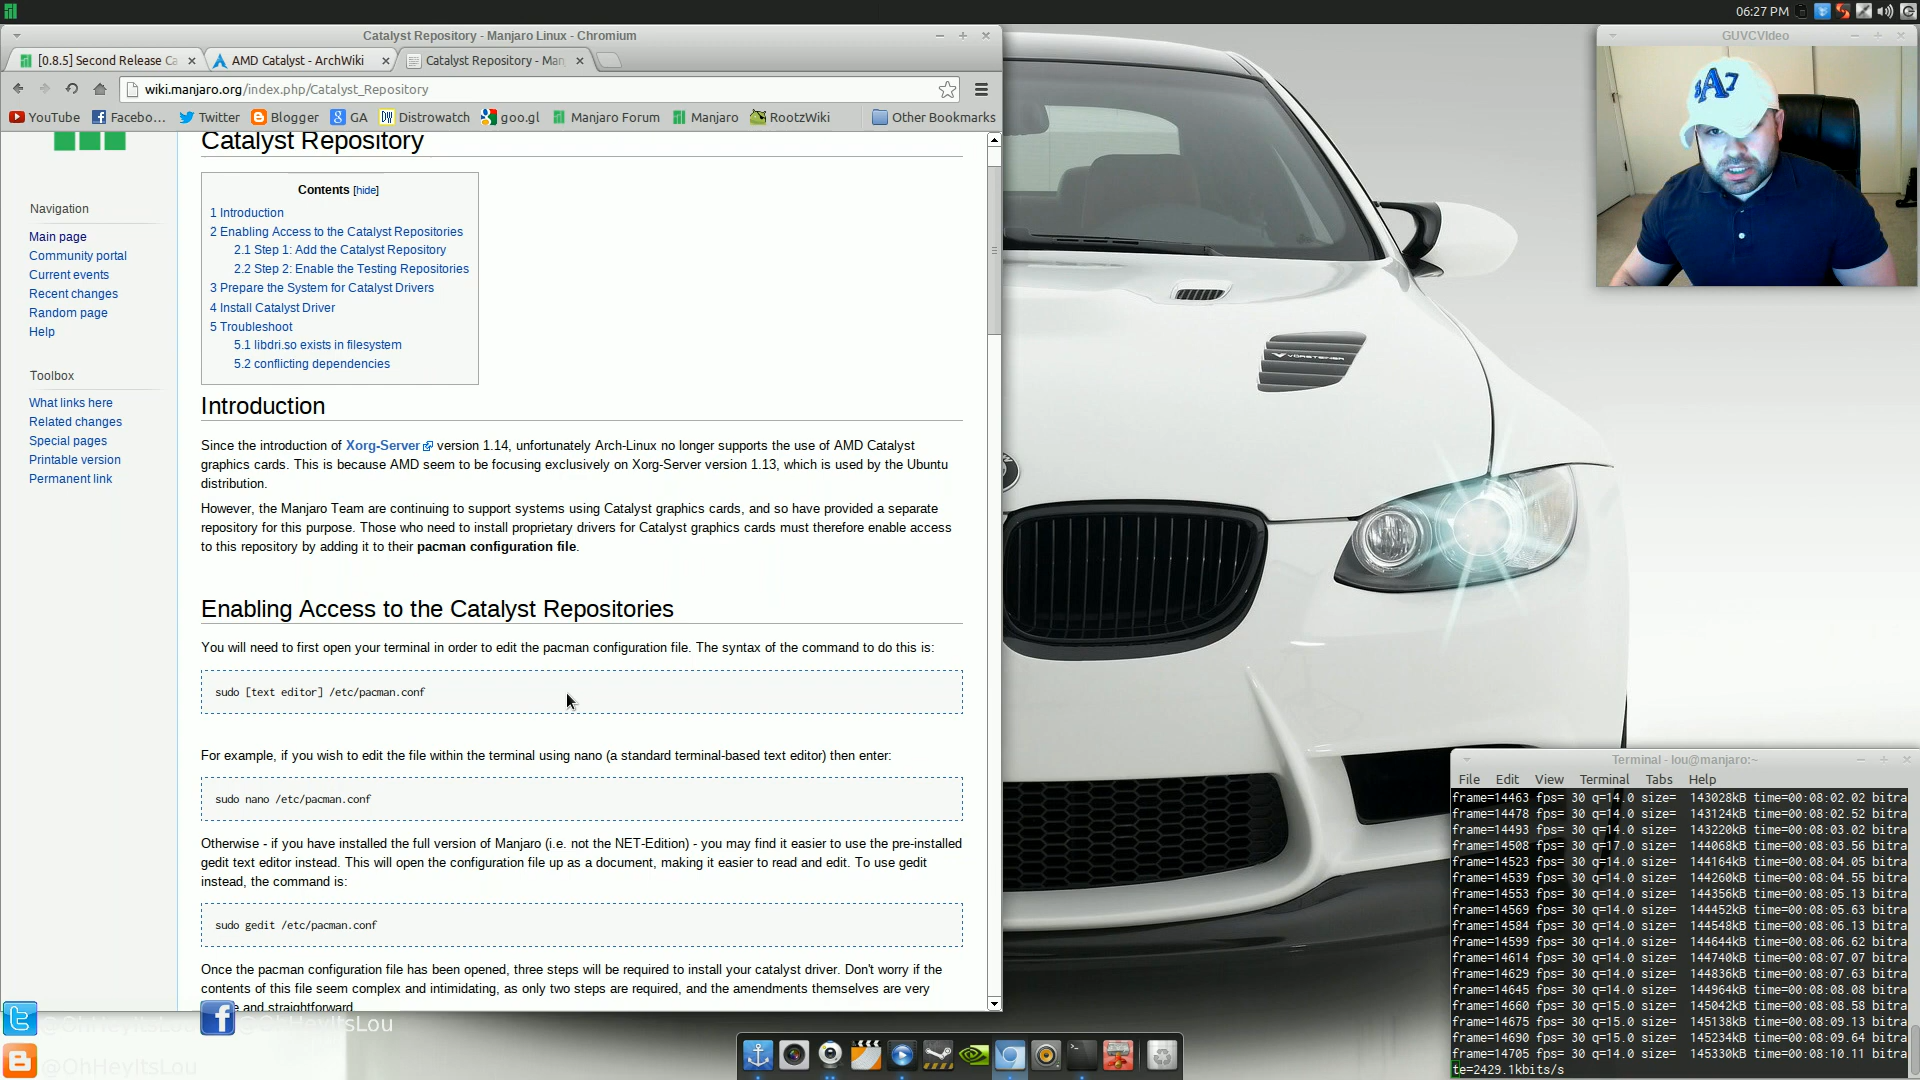 06:27 PM
Catalyst Repository - Manjaro Linux - Chromium
[0.8.5] Second Release Ca
AMD Catalyst - ArchWiki
Catalyst Repository - Man
wiki.manjaro.org/index.php/Catalyst_Repository
YouTube
Facebo...
Twitter
Blogger
GA
Distrowatch
goo.gl
Manjaro Forum
Manjaro
RootzWiki
Other Bookmarks
Navigation
Main page
Community portal
Current events
Recent changes
Random page
Help
Toolbox
What links here
Related changes
Special pages
Printable version
Permanent link
Catalyst Repository
Contents [hide]
1 Introduction
2 Enabling Access to the Catalyst Repositories
2.1 Step 1: Add the Catalyst Repository
2.2 Step 2: Enable the Testing Repositories
3 Prepare the System for Catalyst Drivers
4 Install Catalyst Driver
5 Troubleshoot
5.1 libdri.so exists in filesystem
5.2 conflicting dependencies
Introduction
Since the introduction of Xorg-Server version 1.14, unfortunately Arch-Linux no longer supports the use of AMD Catalyst
graphics cards. This is because AMD seem to be focusing exclusively on Xorg-Server version 1.13, which is used by the Ubuntu
distribution.
However, the Manjaro Team are continuing to support systems using Catalyst graphics cards, and so have provided a separate
repository for this purpose. Those who need to install proprietary drivers for Catalyst graphics cards must therefore enable access
to this repository by adding it to their pacman configuration file.
Enabling Access to the Catalyst Repositories
You will need to first open your terminal in order to edit the pacman configuration file. The syntax of the command to do this is:
sudo [text editor] /etc/pacman.conf
For example, if you wish to edit the file within the terminal using nano (a standard terminal-based text editor) then enter:
sudo nano /etc/pacman.conf
Otherwise - if you have installed the full version of Manjaro (i.e. not the NET-Edition) - you may find it easier to use the pre-installed
gedit text editor instead. This will open the configuration file up as a document, making it easier to read and edit. To use gedit
instead, the command is:
sudo gedit /etc/pacman.conf
Once the pacman configuration file has been opened, three steps will be required to install your catalyst driver. Don't worry if the
contents of this file seem complex and intimidating, as only two steps are required, and the amendments themselves are very
e and straightforward.
@OhHeyItsLou
@OhHeyItsLou
@OhHeyItsLou
GUVCVideo
A7
VORSTEINER
Terminal - lou@manjaro:~
File Edit View Terminal Tabs Help
frame=14463 fps= 30 q=14.0 size=  143028kB time=00:08:02.02 bitra
frame=14478 fps= 30 q=14.0 size=  143124kB time=00:08:02.52 bitra
frame=14493 fps= 30 q=14.0 size=  143220kB time=00:08:03.02 bitra
frame=14508 fps= 30 q=17.0 size=  144068kB time=00:08:03.56 bitra
frame=14523 fps= 30 q=14.0 size=  144164kB time=00:08:04.05 bitra
frame=14539 fps= 30 q=14.0 size=  144260kB time=00:08:04.55 bitra
frame=14553 fps= 30 q=14.0 size=  144356kB time=00:08:05.13 bitra
frame=14569 fps= 30 q=14.0 size=  144452kB time=00:08:05.63 bitra
frame=14584 fps= 30 q=14.0 size=  144548kB time=00:08:06.13 bitra
frame=14599 fps= 30 q=14.0 size=  144644kB time=00:08:06.62 bitra
frame=14614 fps= 30 q=14.0 size=  144740kB time=00:08:07.07 bitra
frame=14629 fps= 30 q=14.0 size=  144836kB time=00:08:07.63 bitra
frame=14645 fps= 30 q=14.0 size=  144964kB time=00:08:08.08 bitra
frame=14660 fps= 30 q=15.0 size=  145042kB time=00:08:08.58 bitra
frame=14675 fps= 30 q=15.0 size=  145138kB time=00:08:09.13 bitra
frame=14690 fps= 30 q=15.0 size=  145234kB time=00:08:09.64 bitra
frame=14705 fps= 30 q=14.0 size=  145330kB time=00:08:10.11 bitra
te=2429.1kbits/s